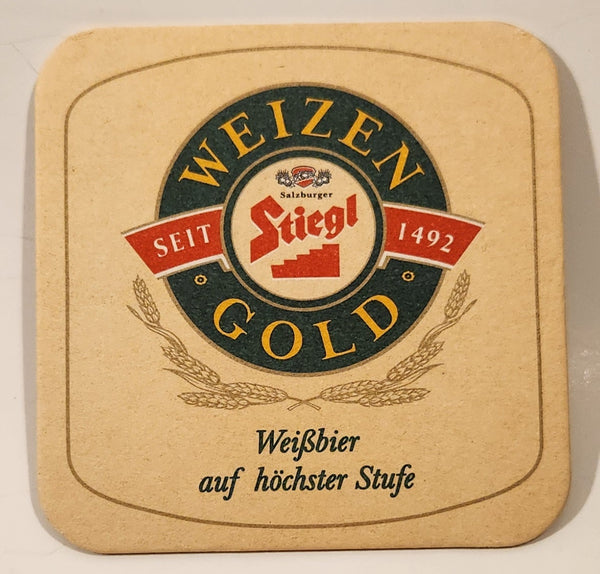 WEIZEN
Salzburger
Stiegl
SEIT 1492
GOLD
Weißbier
auf höchster Stufe